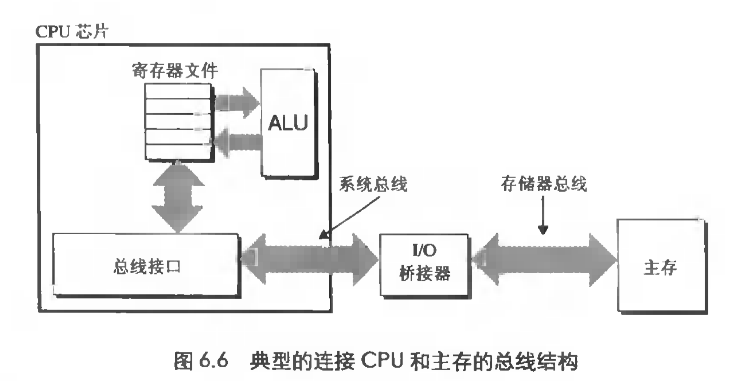 CPU 芯片
寄存器文件
ALU
系统总线
存储器总线
总线接口
I/O
桥接器
主存
图 6.6 典型的连接 CPU 和主存的总线结构